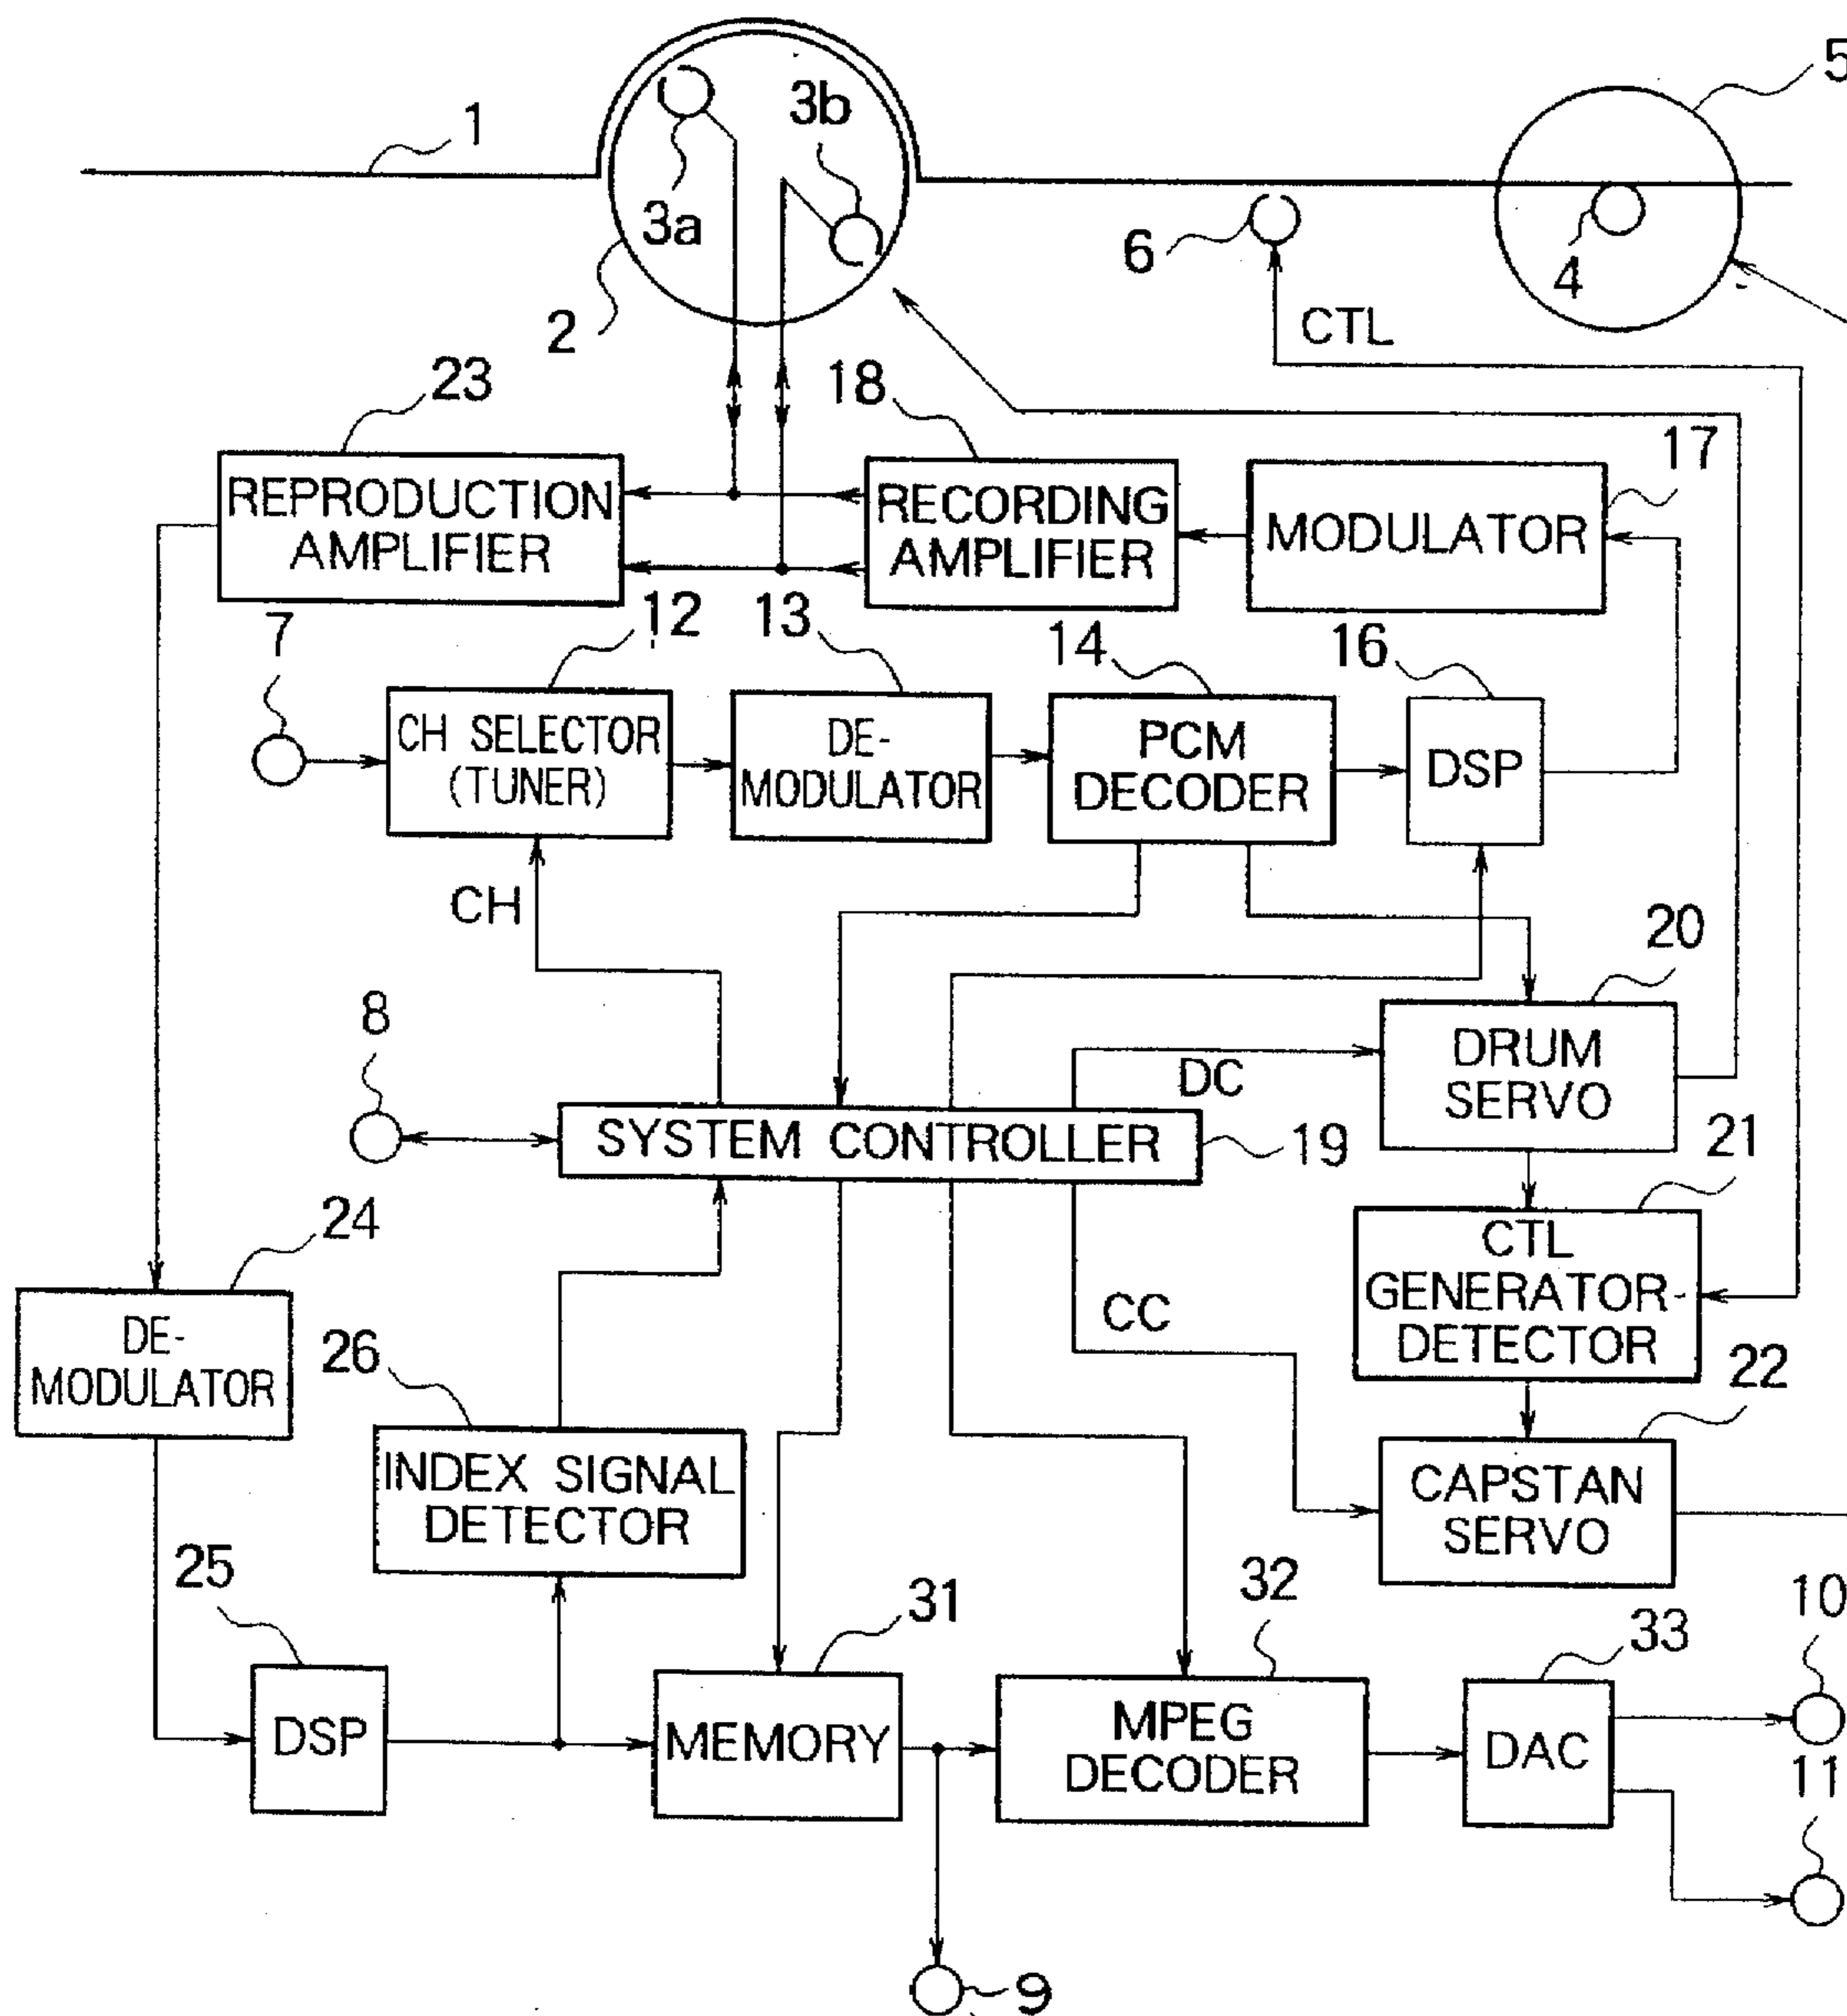 5
1
3b
3a
6
4
2
CTL
23
18
17
REPRODUCTION
AMPLIFIER
RECORDING
AMPLIFIER
MODULATOR
7
12
13
14
16
CH SELECTOR
(TUNER)
DE-
MODULATOR
PCM
DECODER
DSP
CH
20
8
DC
DRUM
SERVO
SYSTEM CONTROLLER
19
21
24
CTL
GENERATOR-
DETECTOR
CC
DE-
MODULATOR
26
22
INDEX SIGNAL
DETECTOR
CAPSTAN
SERVO
25
31
32
33
10
DSP
MEMORY
MPEG
DECODER
DAC
11
9